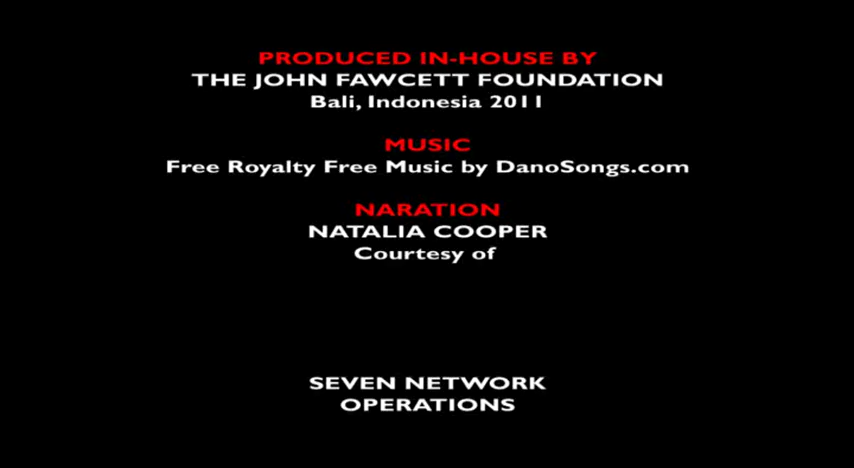 PRODUCED IN-HOUSE BY
THE JOHN FAWCETT FOUNDATION
Bali, Indonesia 2011
MUSIC
Free Royalty Free Music by DanoSongs.com
NARATION
NATALIA COOPER
Courtesy of
SEVEN NETWORK
OPERATIONS